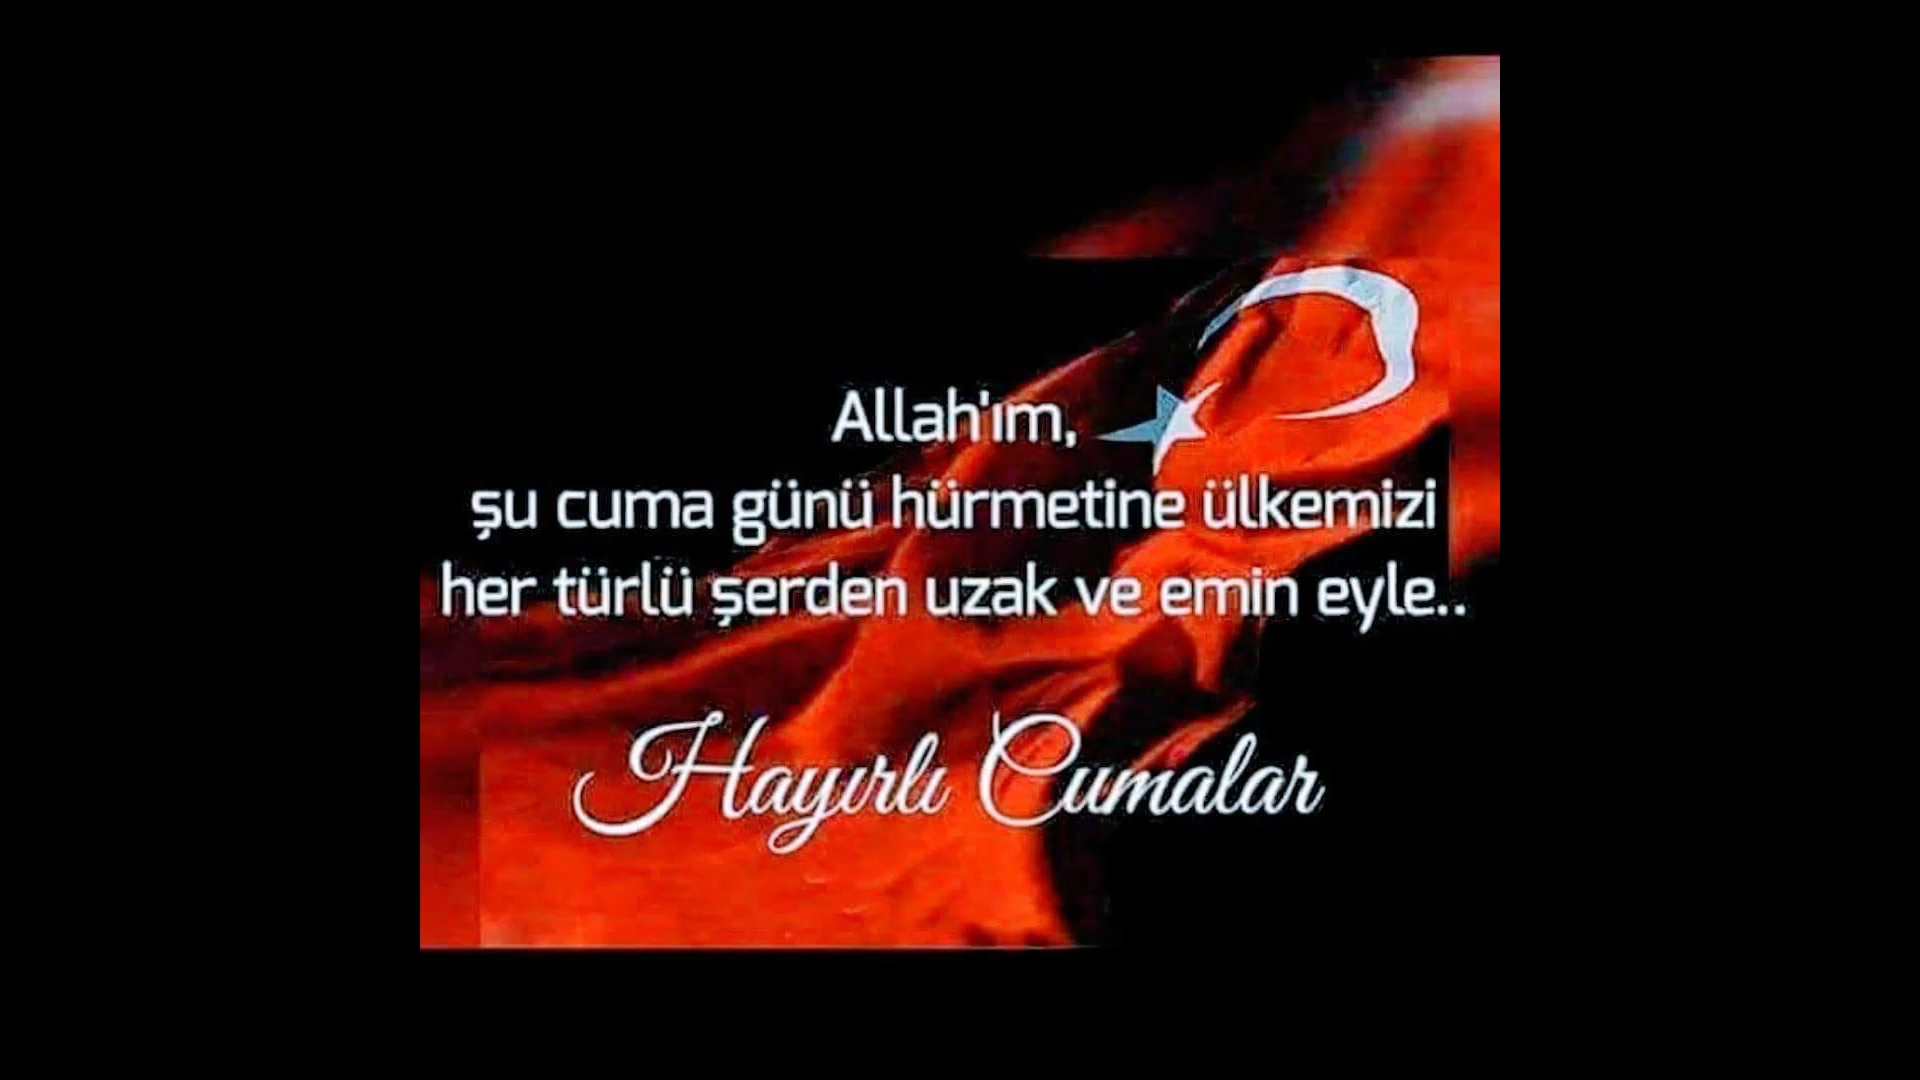 Allah'ım,
şu cuma günü hürmetine ülkemizi
her türlü şerden uzak ve emin eyle..
Hayırlı Cumalar